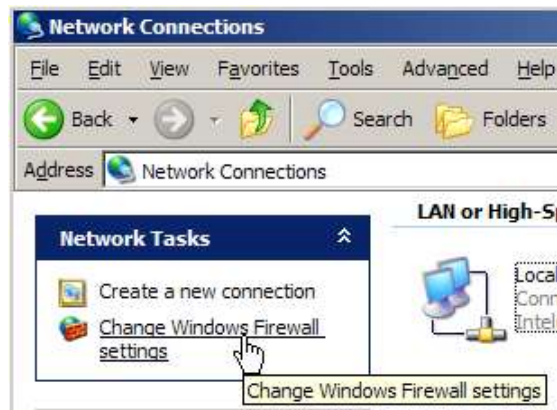 Network Connections
File Edit View Favorites Tools Advanced Help
Back Search Folders
Address Network Connections
LAN or High-Sp
Network Tasks
Create a new connection
Change Windows Firewall
settings
Local
Conn
Intel
Change Windows Firewall settings